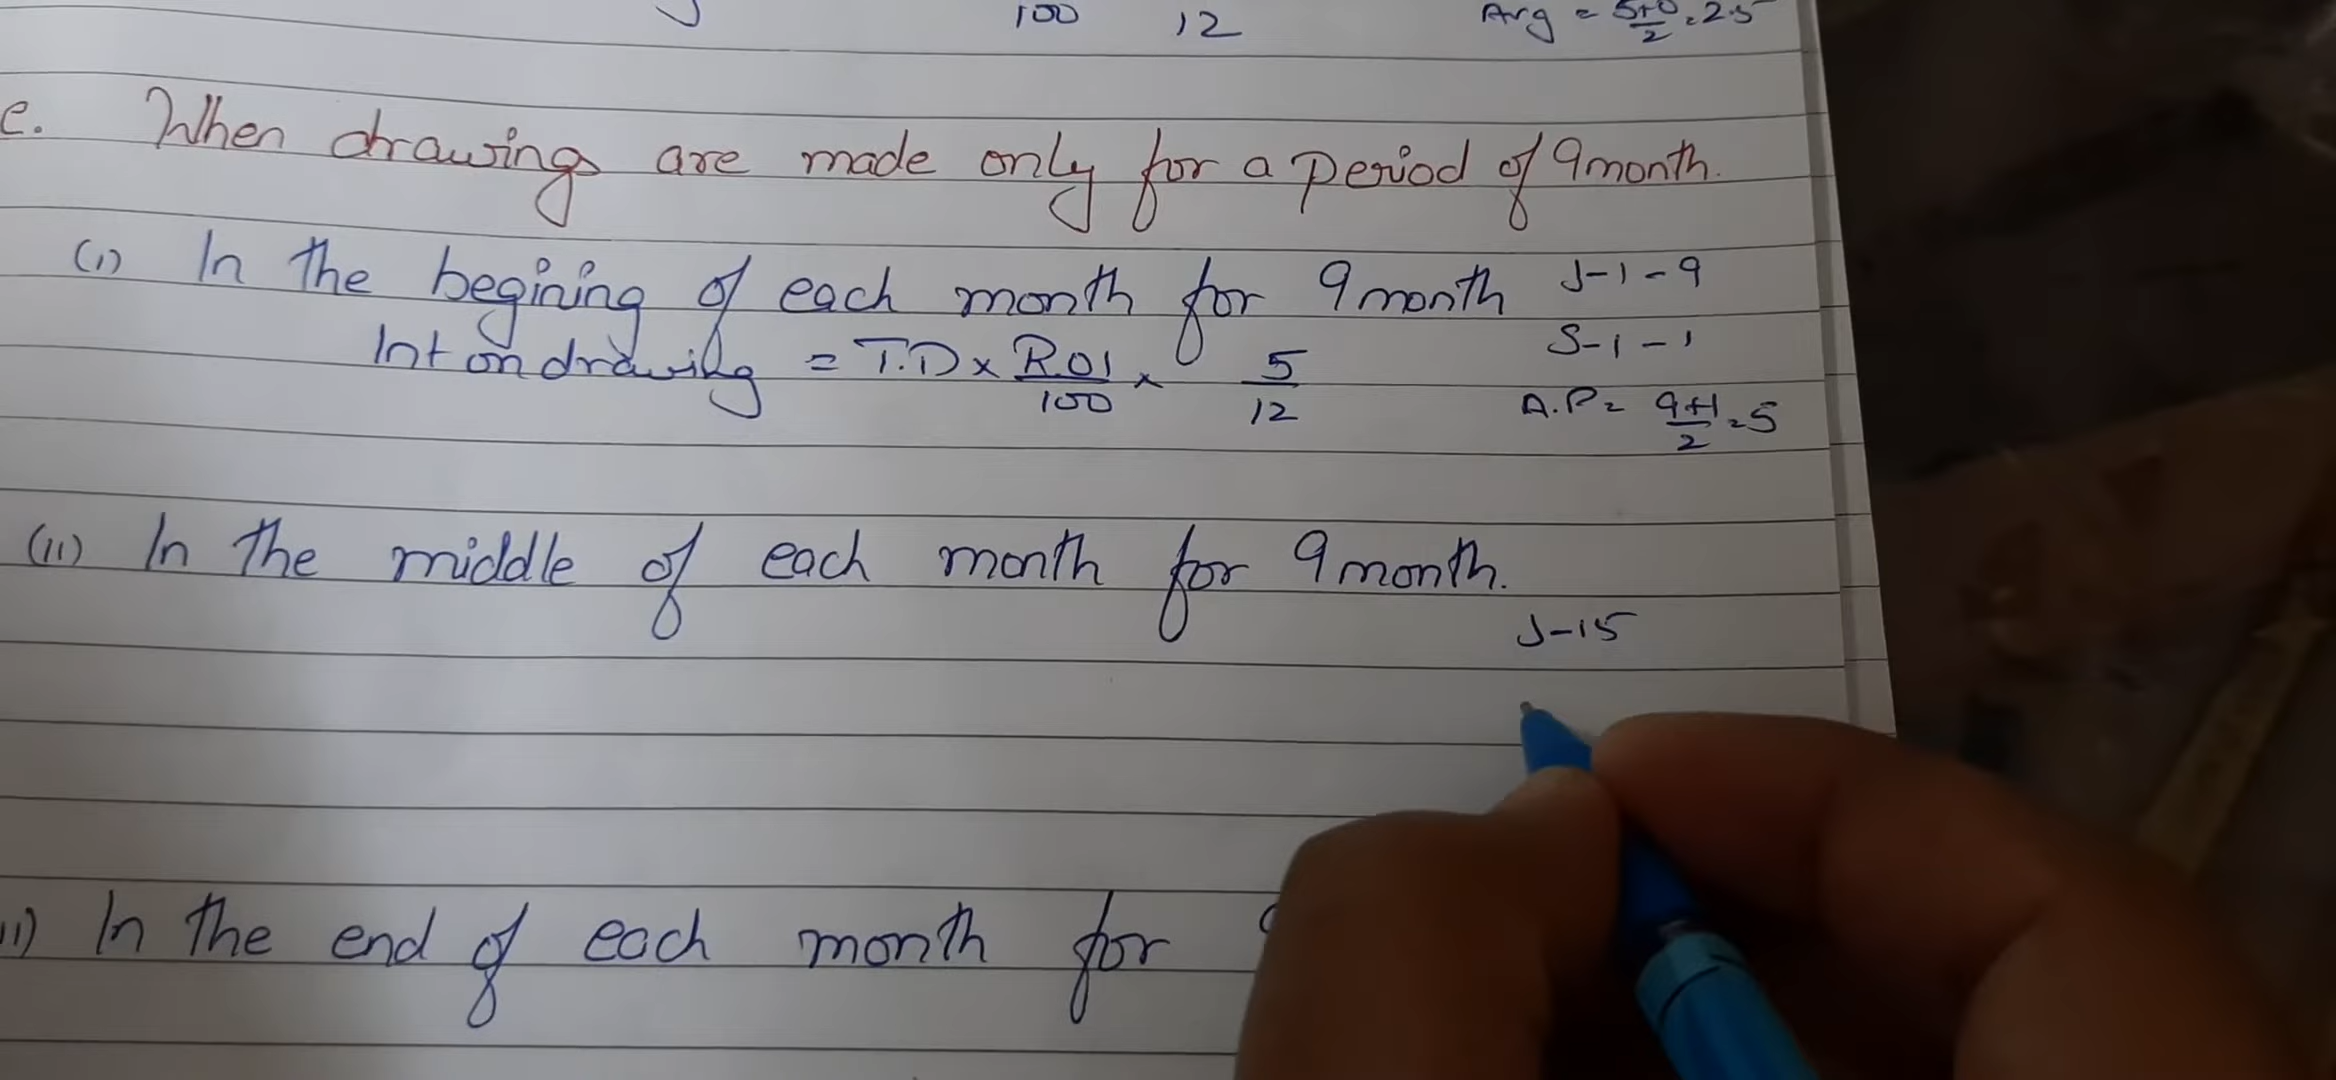 100 12 Avg = 5+0/2 = 2.5
e. When drawings are made only for a period of 9 month.
(i) In the begining of each month for 9 month J-1-9
S-1-1
Int on drawing = T.D x R.O.I/100 x 5/12
A.P = 9+1/2 = 5
(ii) In the middle of each month for 9 month.
J-15
ii) In the end of each month for